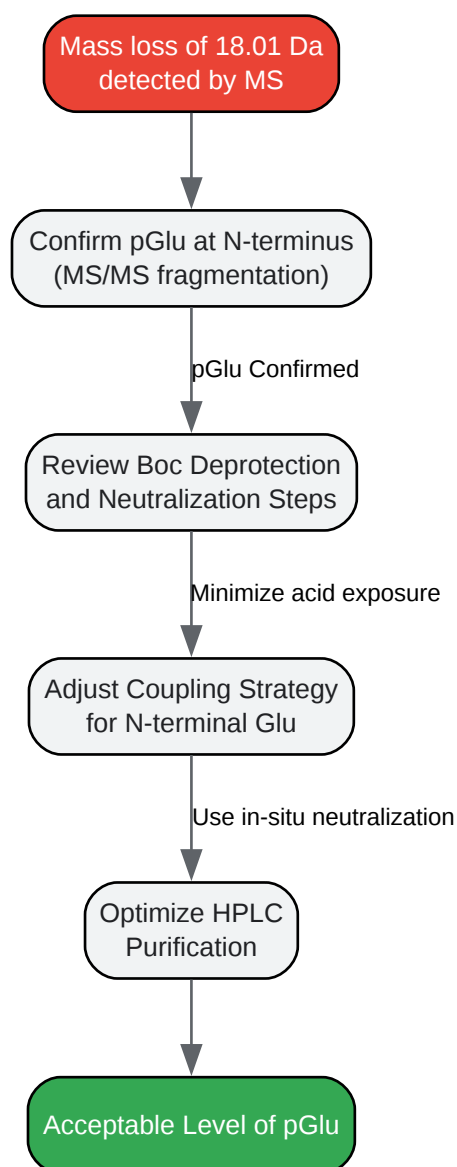 Mass loss of 18.01 Da
detected by MS
Confirm pGlu at N-terminus
(MS/MS fragmentation)
pGlu Confirmed
Review Boc Deprotection
and Neutralization Steps
Minimize acid exposure
Adjust Coupling Strategy
for N-terminal Glu
Use in-situ neutralization
Optimize HPLC
Purification
Acceptable Level of pGlu